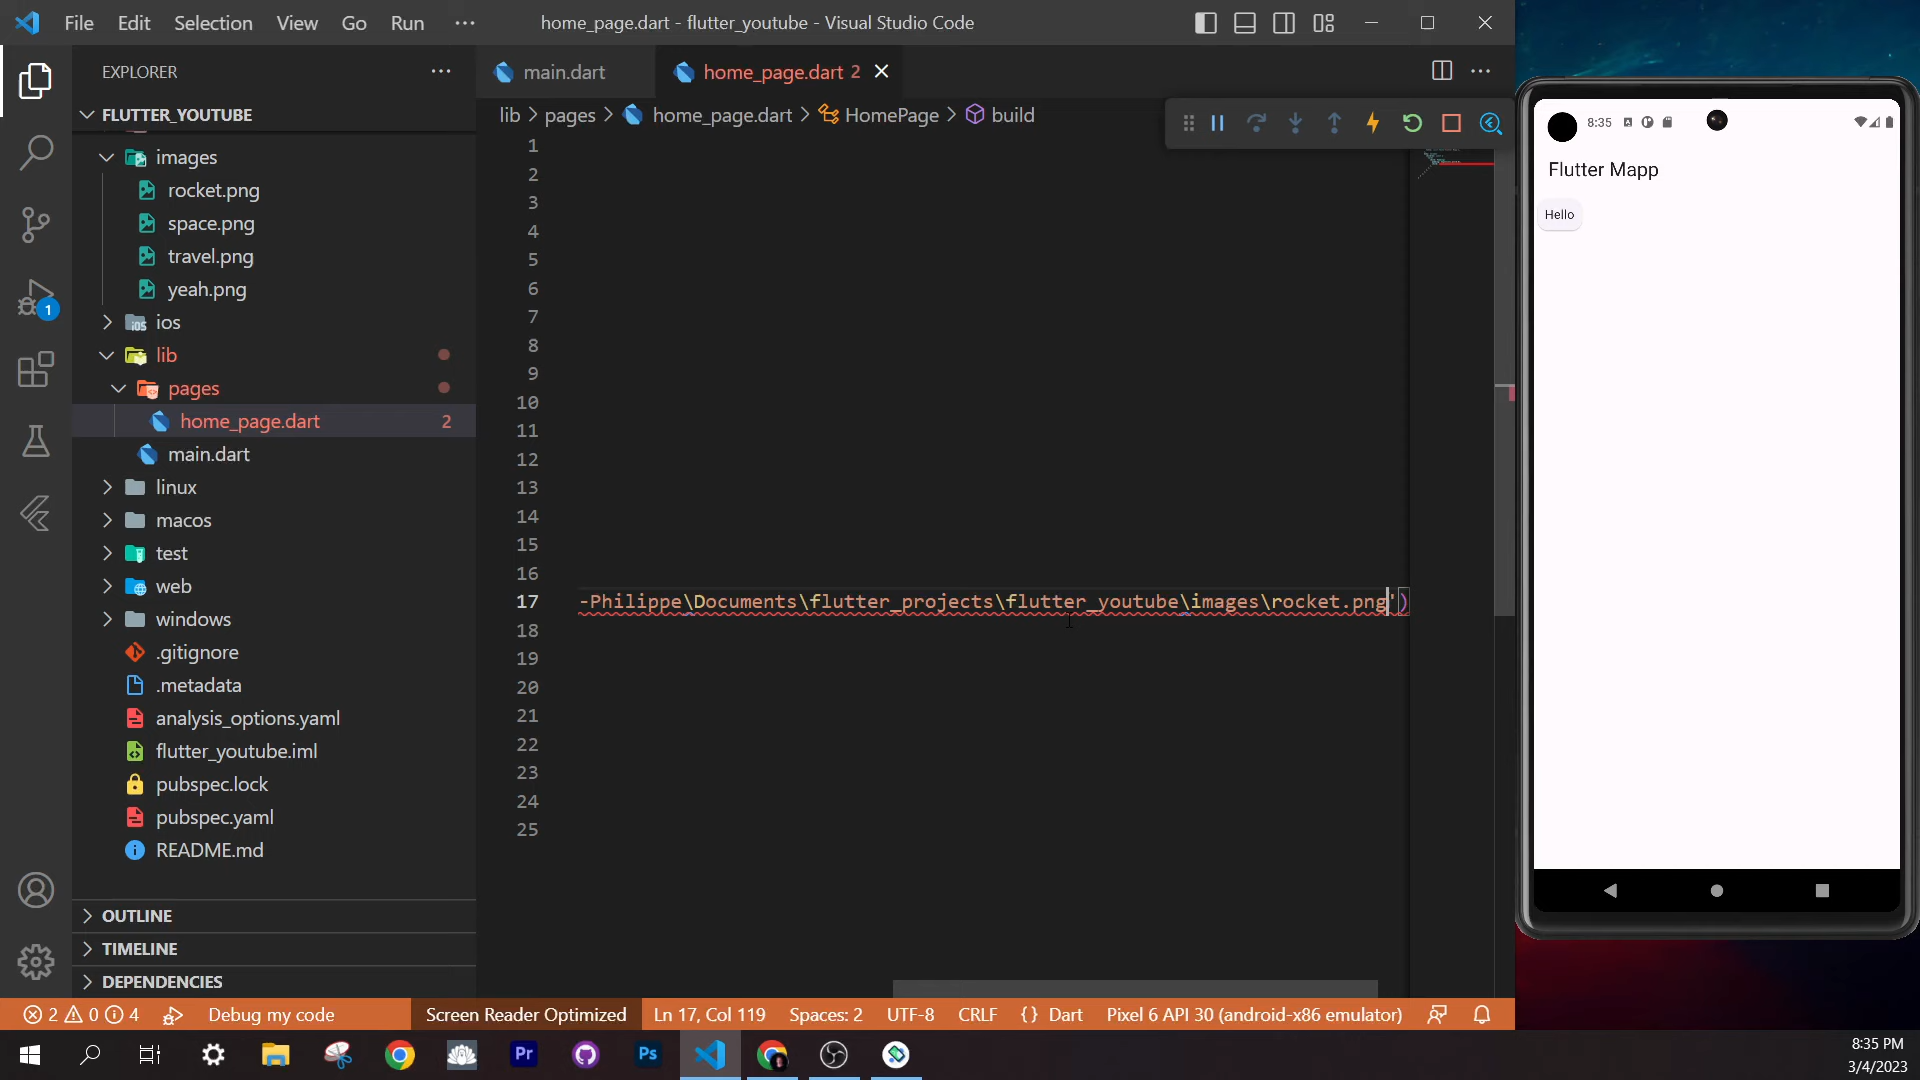 File Edit Selection View Go Run ···
home_page.dart - flutter_youtube - Visual Studio Code
EXPLORER
FLUTTER_YOUTUBE
images
rocket.png
space.png
travel.png
yeah.png
ios
lib
pages
home_page.dart 2
main.dart
linux
macos
test
web
windows
.gitignore
.metadata
analysis_options.yaml
flutter_youtube.iml
pubspec.lock
pubspec.yaml
README.md
OUTLINE
TIMELINE
DEPENDENCIES
1
main.dart
home_page.dart 2
lib > pages > home_page.dart > HomePage > build
1
2
3
4
5
6
7
8
9
10
11
12
13
14
15
16
17 -Philippe\Documents\flutter_projects\flutter_youtube\images\rocket.png')
18
19
20
21
22
23
24
25
2 0 4 Debug my code Screen Reader Optimized Ln 17, Col 119 Spaces: 2 UTF-8 CRLF {} Dart Pixel 6 API 30 (android-x86 emulator)
8:35
Flutter Mapp
Hello
Pr
Ps
8:35 PM
3/4/2023